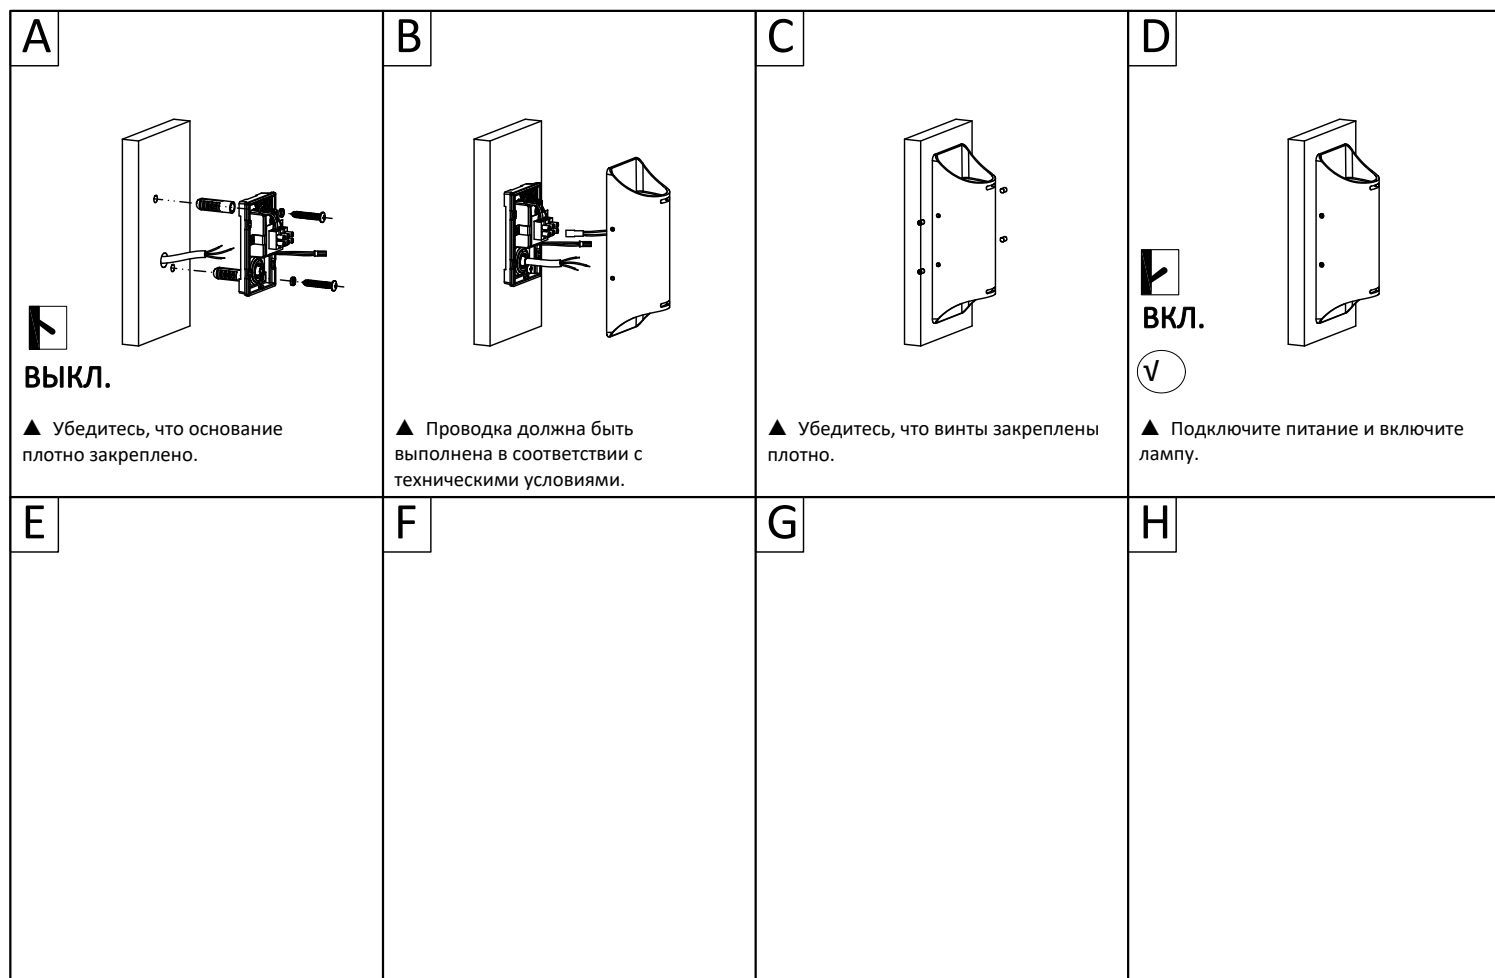 A
ВЫКЛ.
▲ Убедитесь, что основание
плотно закреплено.
B
▲ Проводка должна быть
выполнена в соответствии с
техническими условиями.
C
▲ Убедитесь, что винты закреплены
плотно.
D
ВКЛ.
√
▲ Подключите питание и включите
лампу.
E
F
G
H